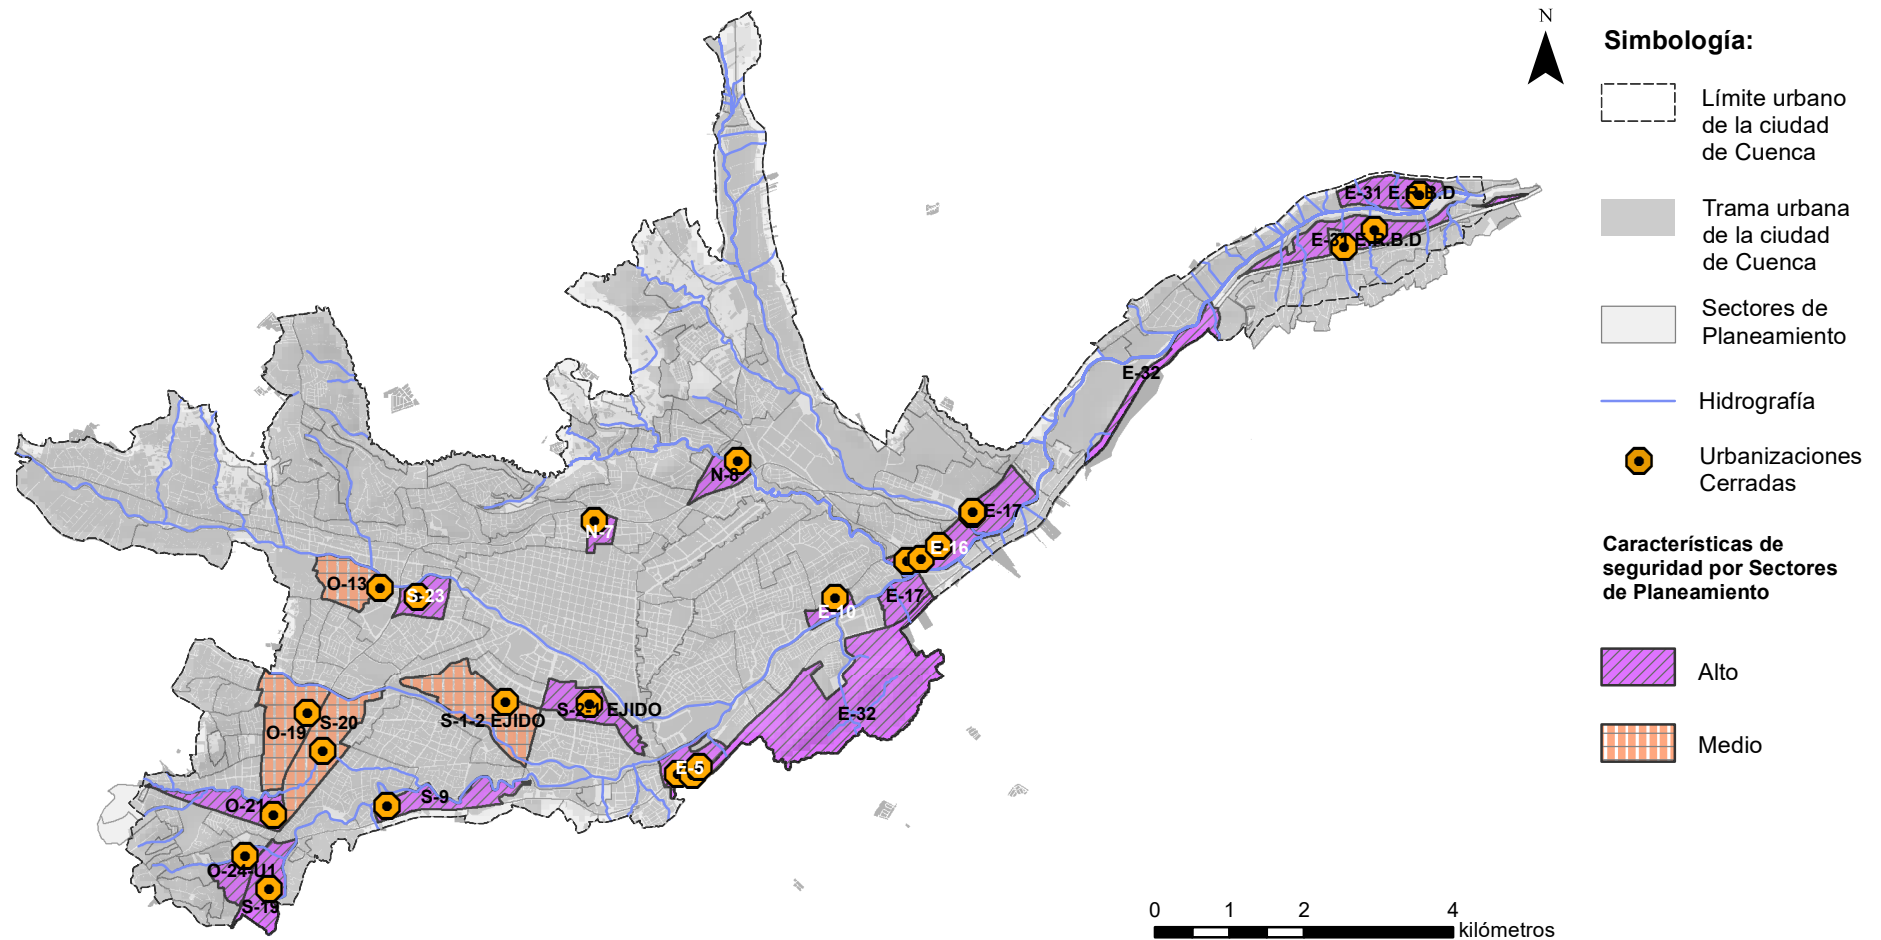 N
Simbología:
Límite urbano
de la ciudad
de Cuenca
Trama urbana
de la ciudad
de Cuenca
Sectores de
Planeamiento
Hidrografía
Urbanizaciones
Cerradas
Características de
seguridad por Sectores
de Planeamiento
Alto
Medio
E-31 E.R.B.D
E-31 E.R.B.D
E-32
N-8
E-17
N-7
E-16
O-13
S-23
E-17
E-10
S-2-1 EJIDO
E-32
S-20
S-1-2 EJIDO
O-19
E-5
S-9
O-21
O-24-U1
S-19
0 1 2 4
kilómetros